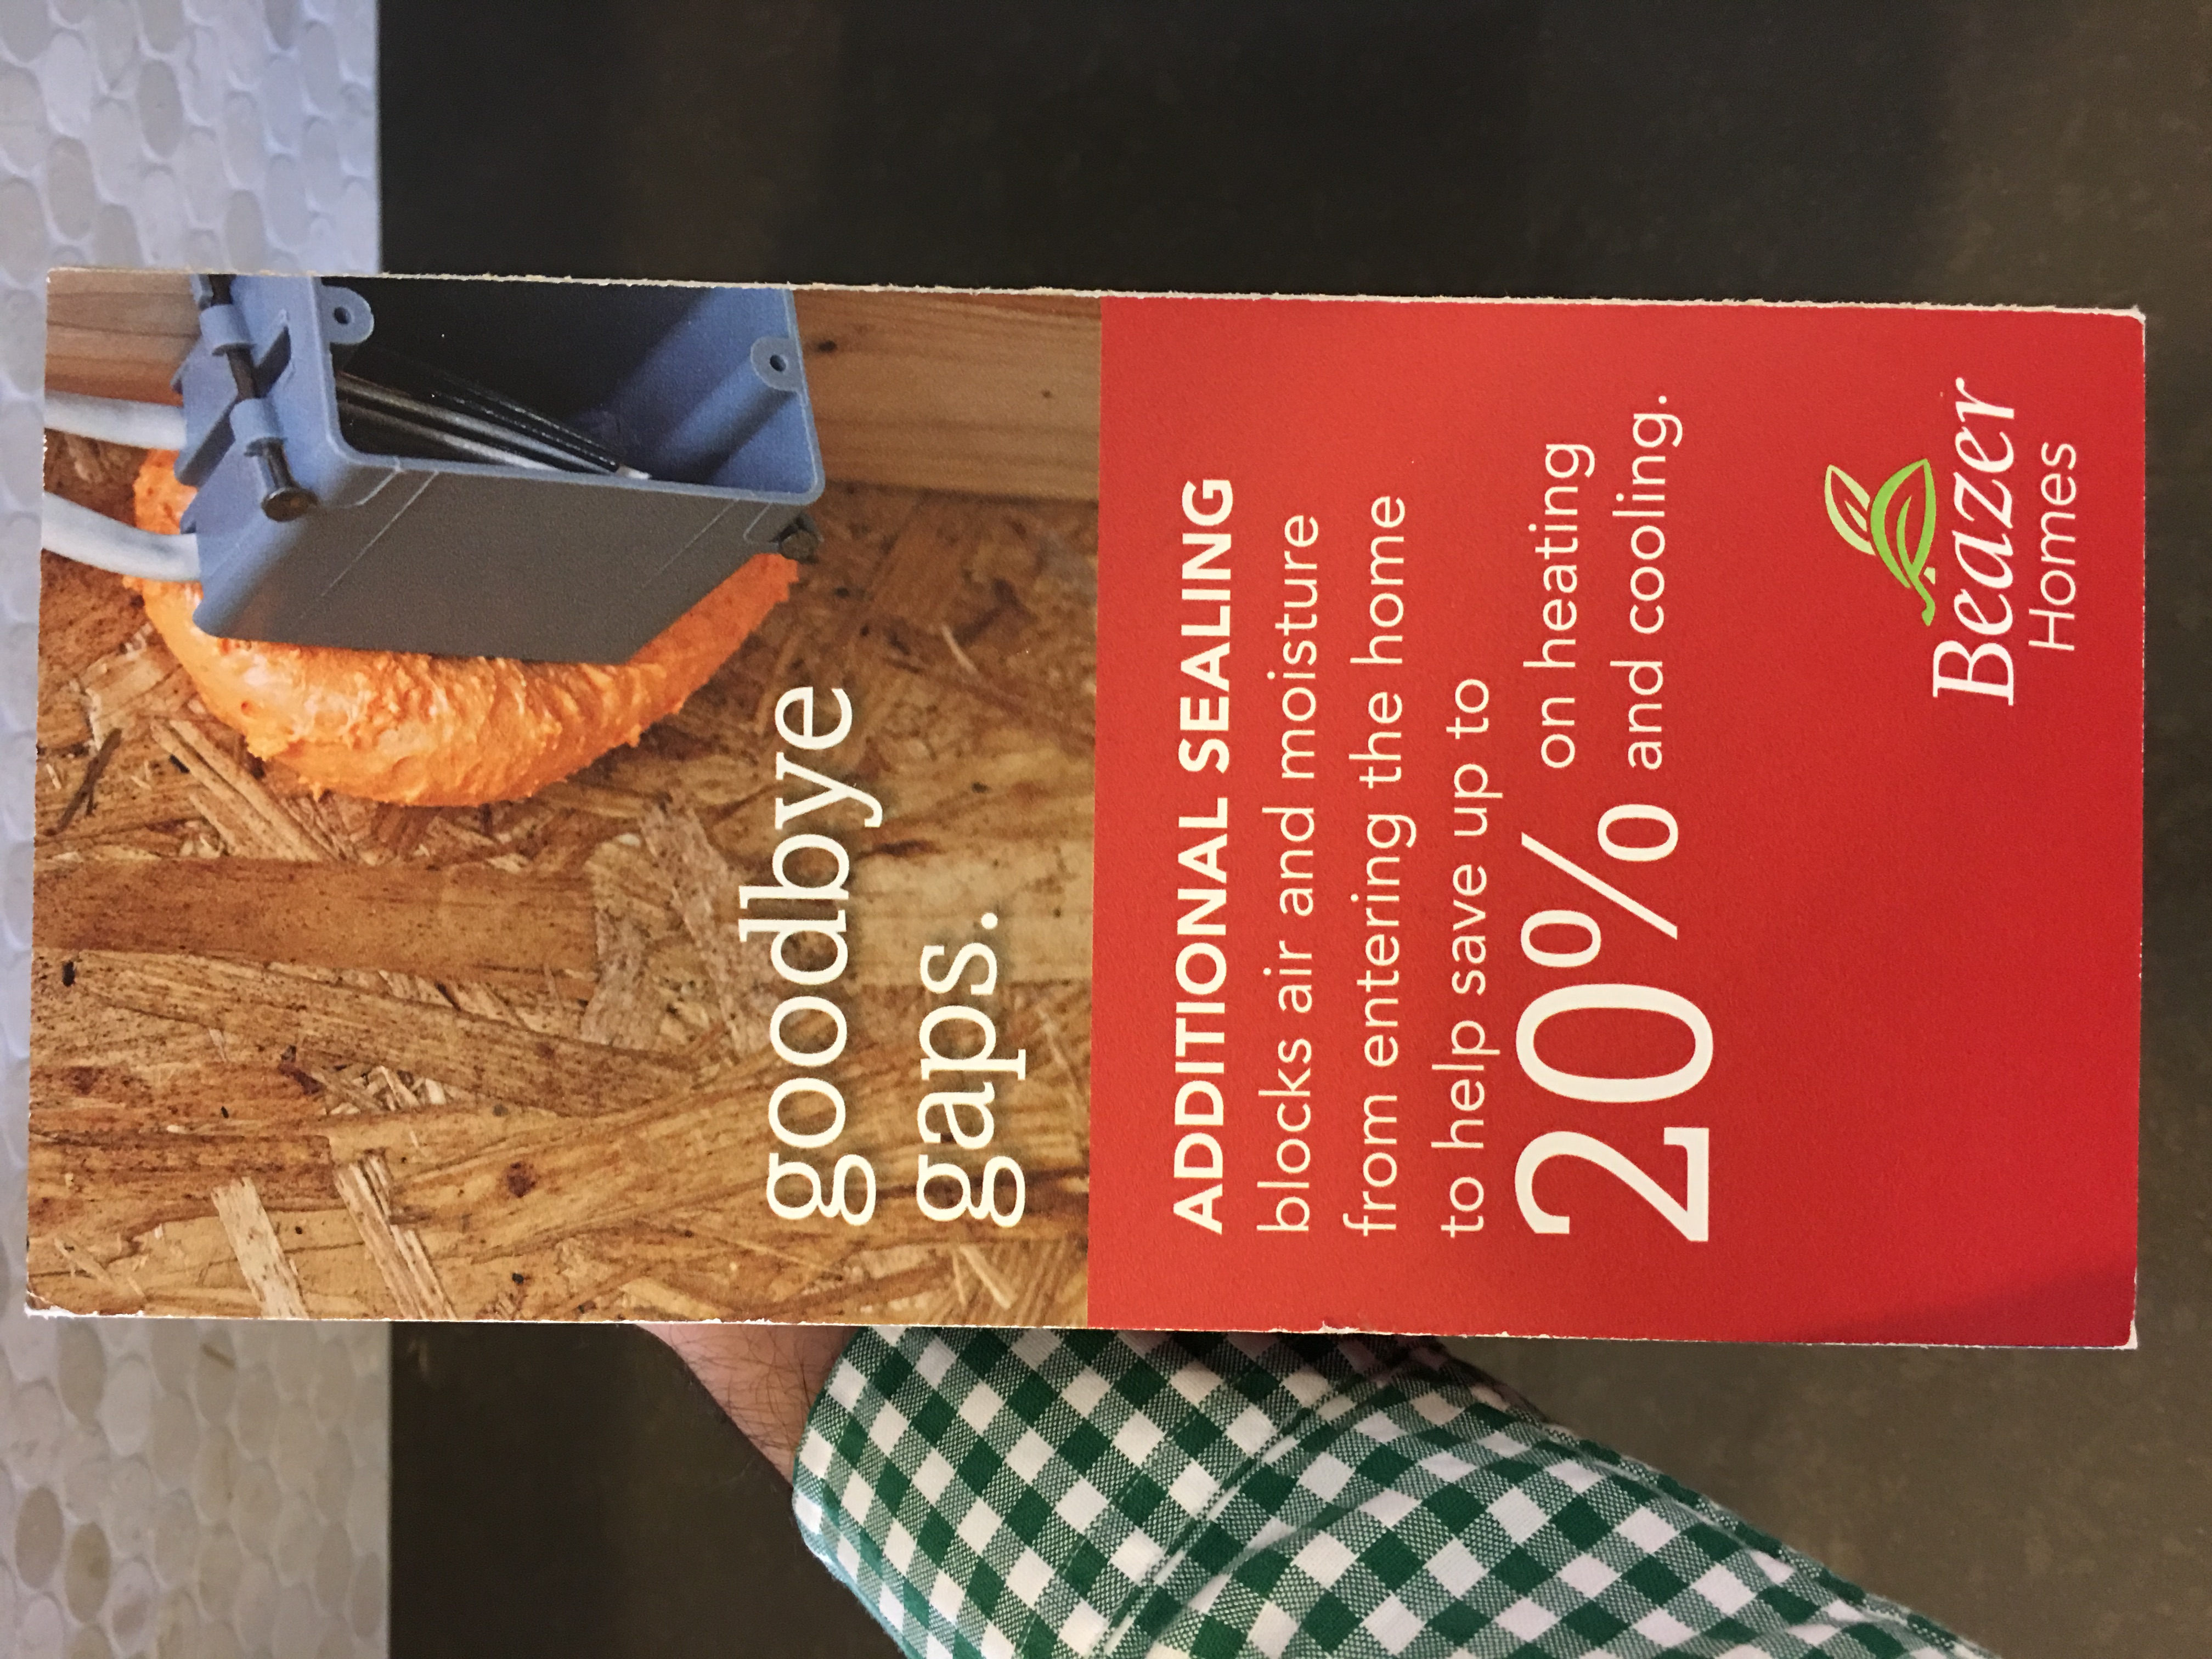 goodbye
gaps.
ADDITIONAL SEALING
blocks air and moisture
from entering the home
to help save up to
20% on heating
and cooling.
Beazer
Homes